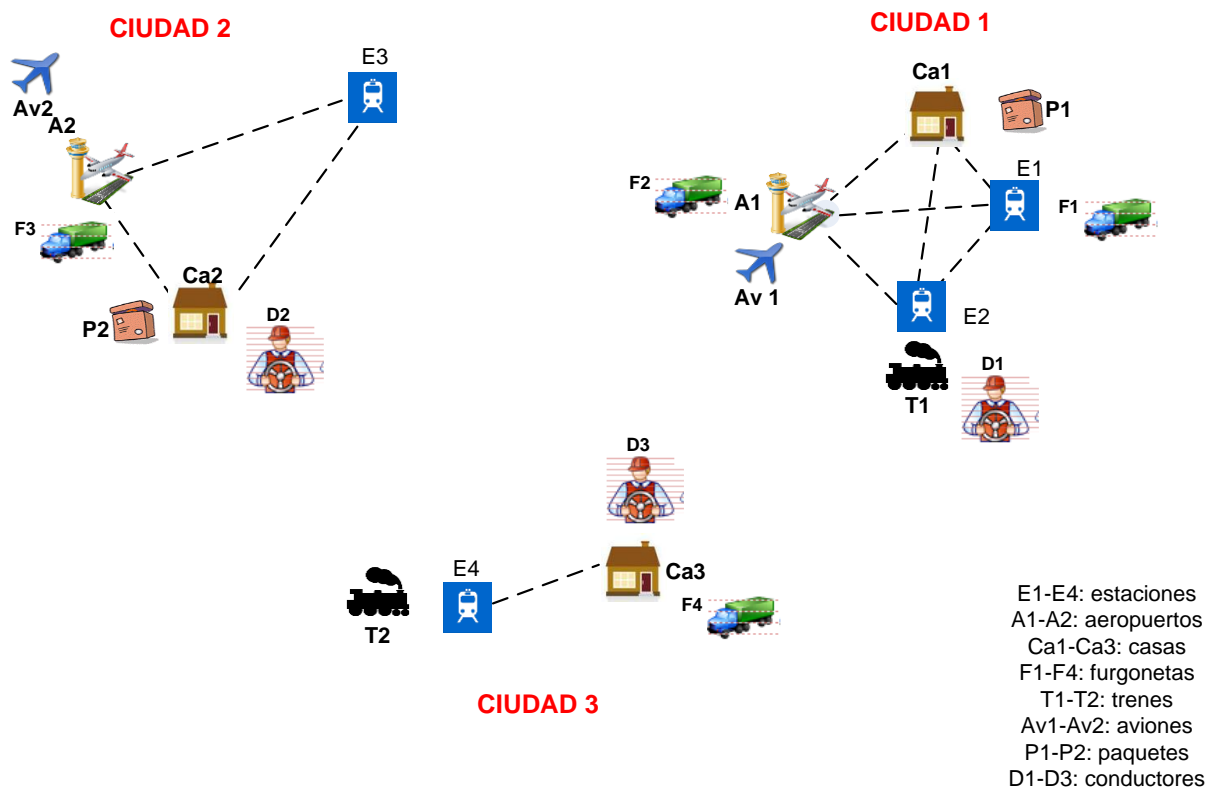 CIUDAD 2
CIUDAD 1
E3
Ca1
Av2
A2
P1
E1
F2
A1
F1
F3
Ca2
Av 1
P2
D2
E2
D1
T1
D3
E4
Ca3
F4
T2
CIUDAD 3
E1-E4: estaciones
A1-A2: aeropuertos
Ca1-Ca3: casas
F1-F4: furgonetas
T1-T2: trenes
Av1-Av2: aviones
P1-P2: paquetes
D1-D3: conductores